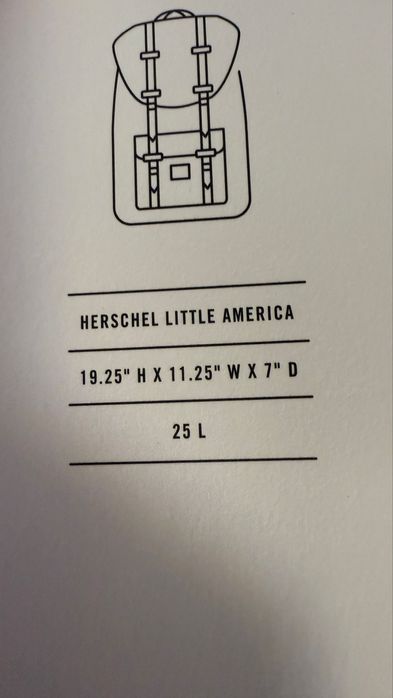 HERSCHEL LITTLE AMERICA
19.25" H X 11.25" W X 7" D
25 L